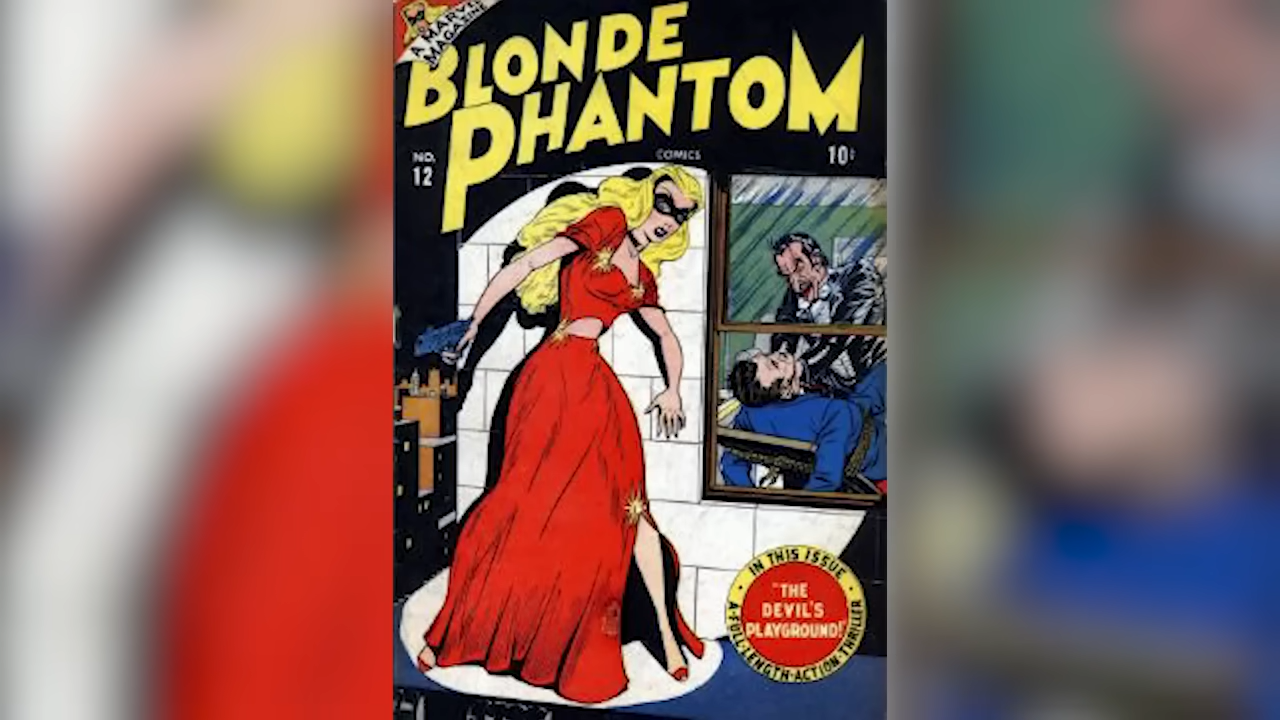 A MARVEL
MAGAZINE
BLONDE
PHANTOM
NO.
12
COMICS
10¢
IN THIS ISSUE
"THE
DEVIL'S
PLAYGROUND!"
A·FULL·LENGTH·ACTION·THRILLER